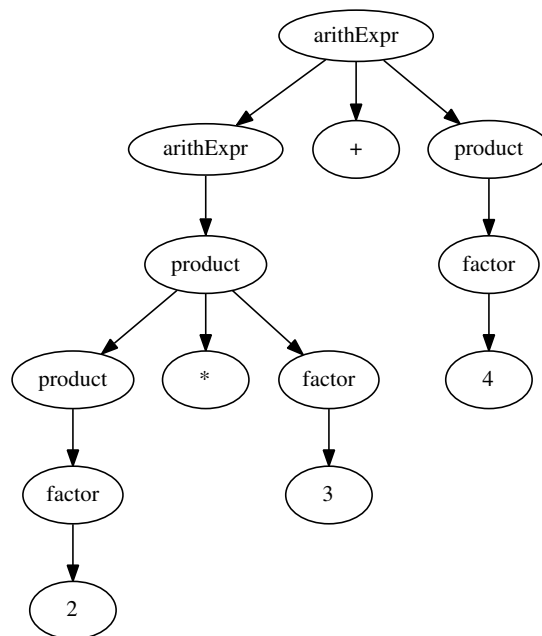 arithExpr
arithExpr + product
product factor
product * factor 4
factor 3
2